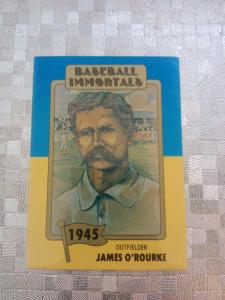 BASEBALL
IMMORTALS
1945
OUTFIELDER
JAMES O'ROURKE